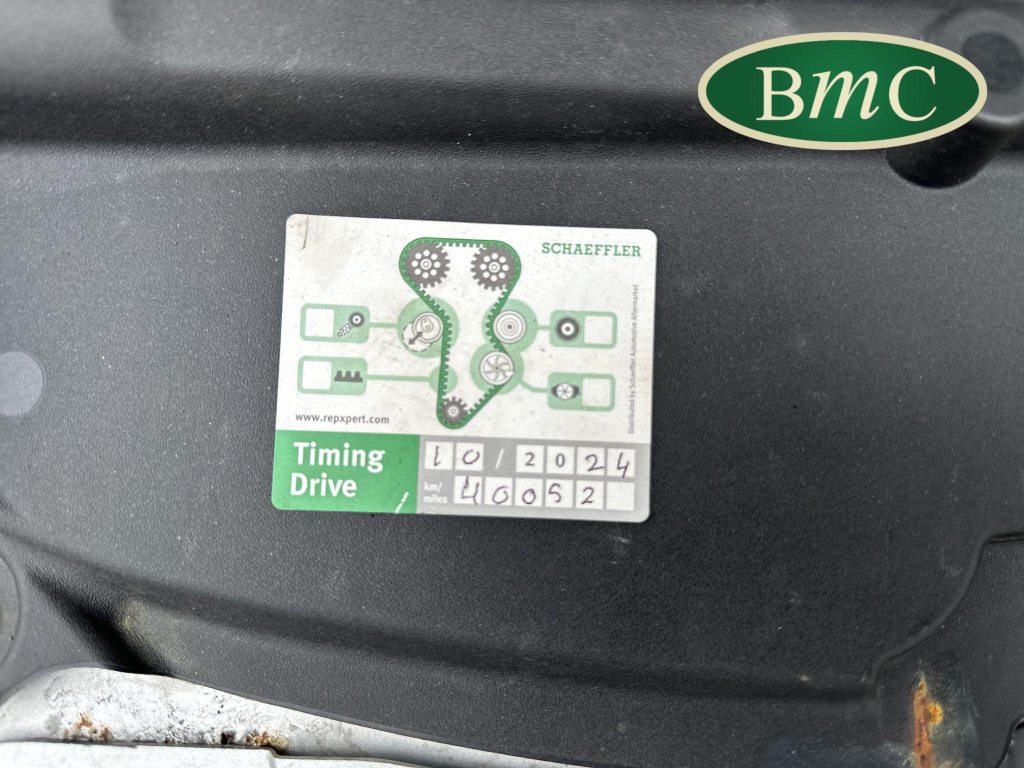 BmC
SCHAEFFLER
Distributed by Schaeffler Automotive Aftermarket
www.repxpert.com
Timing
Drive
10 / 2024
km/
miles
40052